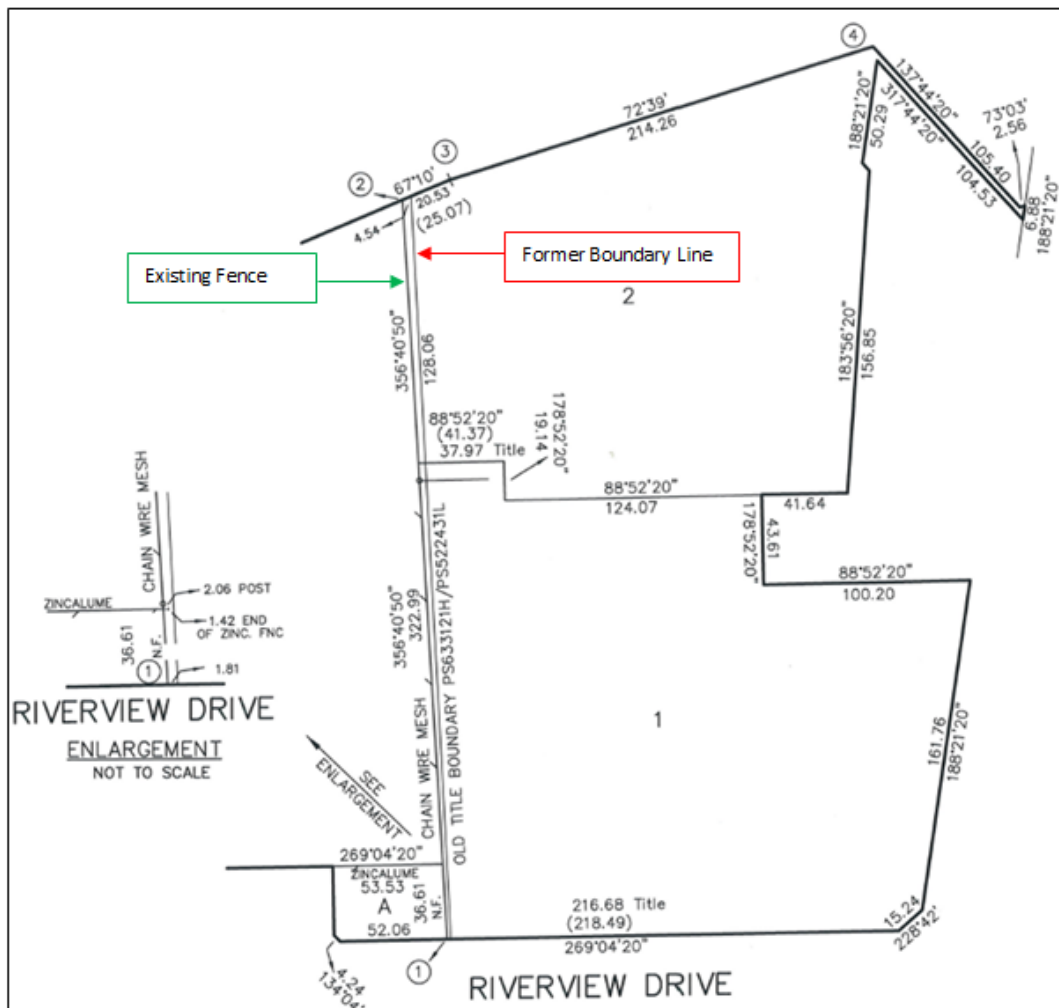 ④
137°44'20"
317°44'20"
105.40
104.53
73°03'
2.56
6.88
188°21'20"
188°21'20"
50.29
72°39'
214.26
③
②
67°10'
20.53
(25.07)
4.54
Existing Fence
Former Boundary Line
2
356°40'50"
128.06
183°56'20"
156.85
88°52'20"
(41.37)
37.97 Title
178°52'20"
19.14
88°52'20"
124.07
41.64
178°52'20"
43.61
88°52'20"
100.20
CHAIN WIRE MESH
ZINCALUME
2.06 POST
1.42 END
OF ZINC. FNC
36.61
N.F.
①
1.81
RIVERVIEW DRIVE
ENLARGEMENT
NOT TO SCALE
SEE
ENLARGEMENT
356°40'50"
322.99
CHAIN WIRE MESH
OLD TITLE BOUNDARY PS633121H/PS522431L
1
161.76
188°21'20"
269°04'20"
ZINCALUME
53.53
A
36.61
N.F.
52.06
4.24
134°04'
①
216.68 Title
(218.49)
269°04'20"
15.24
228°42'
RIVERVIEW DRIVE